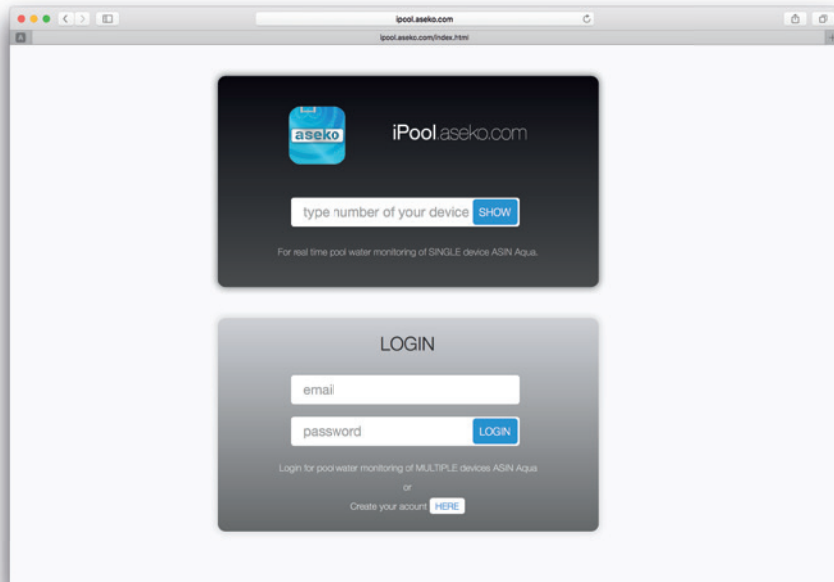 ipool.aseko.com
ipool.aseko.com/index.html
aseko
iPool.aseko.com
type number of your device
SHOW
For real time pool water monitoring of SINGLE device ASIN Aqua.
LOGIN
email
password
LOGIN
Login for pool water monitoring of MULTIPLE devices ASIN Aqua
or
Create your acount HERE